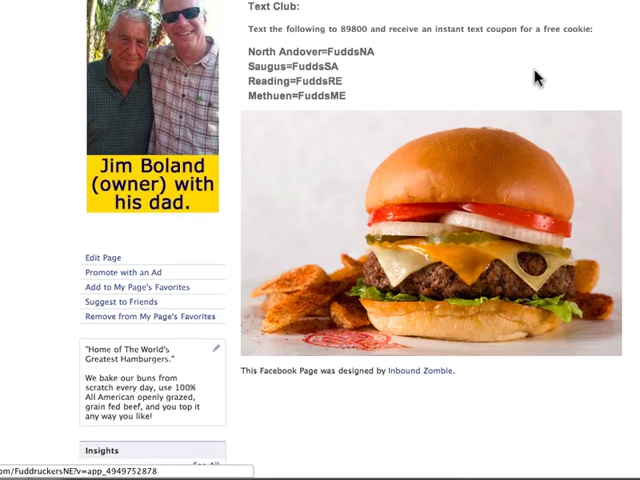 Text Club:
Text the following to 89800 and receive an instant text coupon for a free cookie:
North Andover=FuddsNA
Saugus=FuddsSA
Reading=FuddsRE
Methuen=FuddsME
Jim Boland
(owner) with
his dad.
Edit Page
Promote with an Ad
Add to My Page's Favorites
Suggest to Friends
Remove from My Page's Favorites
"Home of The World's
Greatest Hamburgers."
We bake our buns from
scratch every day, use 100%
All American openly grazed,
grain fed beef, and you top it
any way you like!
This Facebook Page was designed by Inbound Zombie.
Insights
om/FuddruckersNE?v=app_4949752878